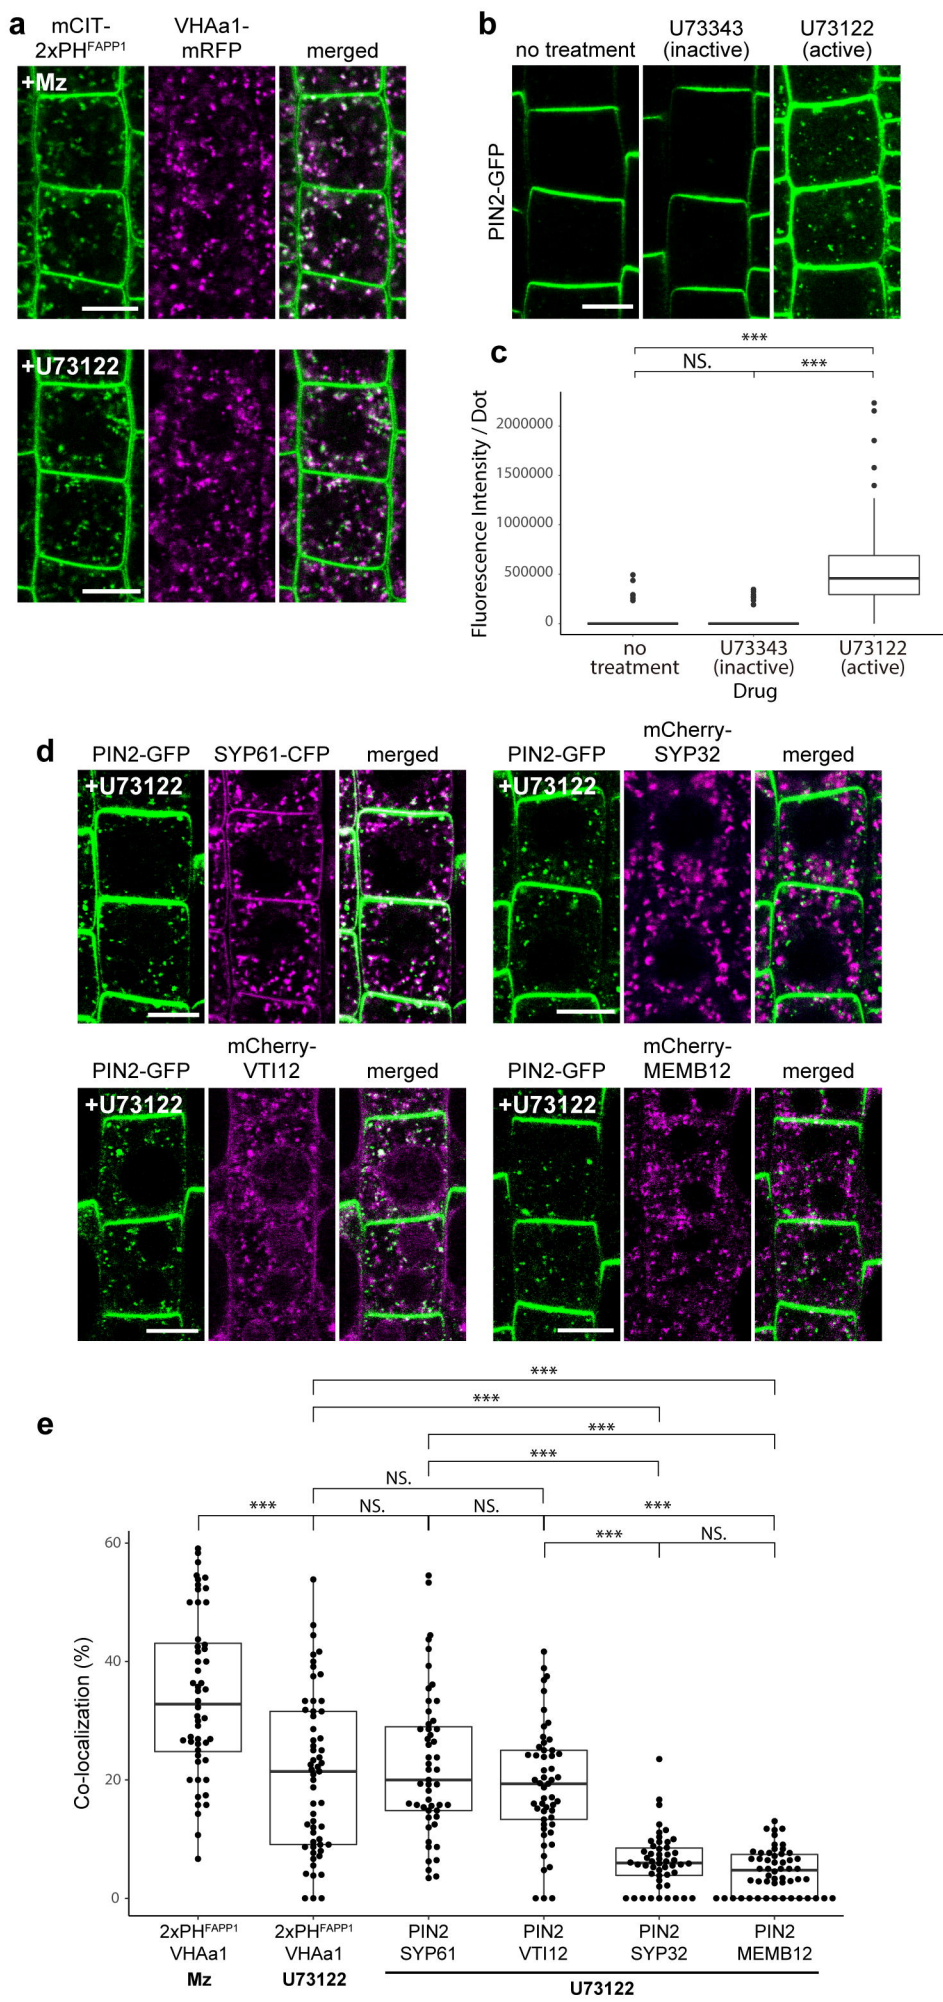 a
mCIT-
2xPHFAPP1
VHAa1-
mRFP
merged
+Mz
+U73122
b
no treatment
U73343
(inactive)
U73122
(active)
PIN2-GFP
c
***
NS.
***
Fluorescence Intensity / Dot
2000000
1500000
1000000
500000
0
no
treatment
U73343
(inactive)
U73122
(active)
Drug
d
PIN2-GFP
SYP61-CFP
merged
+U73122
PIN2-GFP
mCherry-
SYP32
merged
+U73122
PIN2-GFP
mCherry-
VTI12
merged
+U73122
PIN2-GFP
mCherry-
MEMB12
merged
+U73122
e
***
***
***
***
NS.
***
NS.
NS.
***
***
NS.
Co-localization (%)
60
40
20
0
2xPHFAPP1
VHAa1
Mz
2xPHFAPP1
VHAa1
U73122
PIN2
SYP61
PIN2
VTI12
PIN2
SYP32
PIN2
MEMB12
U73122